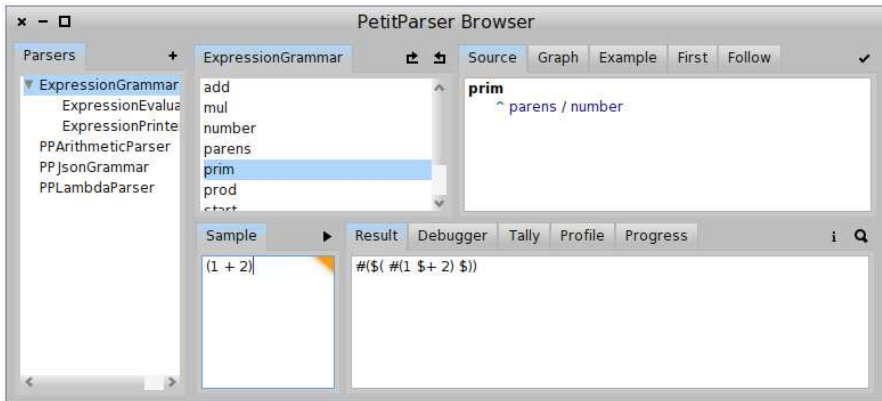 PetitParser Browser
Parsers +
ExpressionGrammar
ExpressionEvalua
ExpressionPrinte
PPArithmeticParser
PPJsonGrammar
PPLambdaParser
ExpressionGrammar
add
mul
number
parens
prim
prod
start
Source Graph Example First Follow
prim
^ parens / number
Sample
(1 + 2)
Result Debugger Tally Profile Progress i
#($( #(1 $+ 2) $))